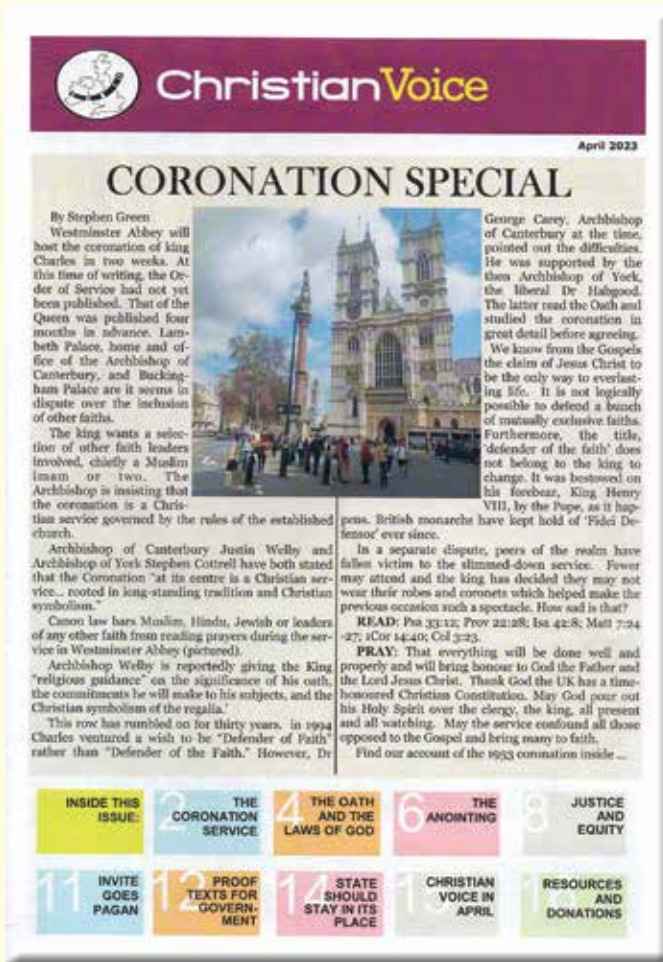 ChristianVoice
April 2023
CORONATION SPECIAL
By Stephen Green
Westminster Abbey will
host the coronation of king
Charles in two weeks. At
this time of writing, the Or-
der of Service had not yet
been published. That of the
Queen was published four
months in advance. Lam-
beth Palace, home and of-
fice of the Archbishop of
Canterbury, and Bucking-
ham Palace are it seems in
dispute over the inclusion
of other faiths.
The king wants a selec-
tion of other faith leaders
involved, chiefly a Muslim
imam or two. The
Archbishop is insisting that
the coronation is a Chris-
tian service governed by the rules of the established
church.
Archbishop of Canterbury Justin Welby and
Archbishop of York Stephen Cottrell have both stated
that the Coronation "at its centre is a Christian ser-
vice... rooted in long-standing tradition and Christian
symbolism."
Canon law bars Muslim, Hindu, Jewish or leaders
of any other faith from reading prayers during the ser-
vice in Westminster Abbey (pictured).
Archbishop Welby is reportedly giving the King
"religious guidance" on the significance of his oath,
the commitments he will make to his subjects, and the
Christian symbolism of the regalia.'
This row has rumbled on for thirty years. in 1994
Charles ventured a wish to be "Defender of Faith"
rather than "Defender of the Faith." However, Dr
George Carey, Archbishop
of Canterbury at the time,
pointed out the difficulties.
He was supported by the
then Archbishop of York,
the liberal Dr Habgood.
The latter read the Oath and
studied the coronation in
great detail before agreeing.
We know from the Gospels
the claim of Jesus Christ to
be the only way to everlast-
ing life. It is not logically
possible to defend a bunch
of mutually exclusive faiths.
Furthermore, the title,
'defender of the faith' does
not belong to the king to
change. It was bestowed on
his forebear, King Henry
VIII, by the Pope, as it hap-
pens. British monarchs have kept hold of 'Fidei De-
fensor' ever since.
In a separate dispute, peers of the realm have
fallen victim to the slimmed-down service. Fewer
may attend and the king has decided they may not
wear their robes and coronets which helped make the
previous occasion such a spectacle. How sad is that?
READ: Psa 33:12; Prov 22:28; Isa 42:8; Matt 7:24
-27; 1Cor 14:40; Col 3:23.
PRAY: That everything will be done well and
properly and will bring honour to God the Father and
the Lord Jesus Christ. Thank God the UK has a time-
honoured Christian Constitution. May God pour out
his Holy Spirit over the clergy, the king, all present
and all watching. May the service confound all those
opposed to the Gospel and bring many to faith.
Find our account of the 1953 coronation inside ...
INSIDE THIS
ISSUE:
2 THE
CORONATION
SERVICE
4 THE OATH
AND THE
LAWS OF GOD
6 THE
ANOINTING
8 JUSTICE
AND
EQUITY
11 INVITE
GOES
PAGAN
12 PROOF
TEXTS FOR
GOVERN-
MENT
14 STATE
SHOULD
STAY IN ITS
PLACE
CHRISTIAN
VOICE IN
APRIL
RESOURCES
AND
DONATIONS